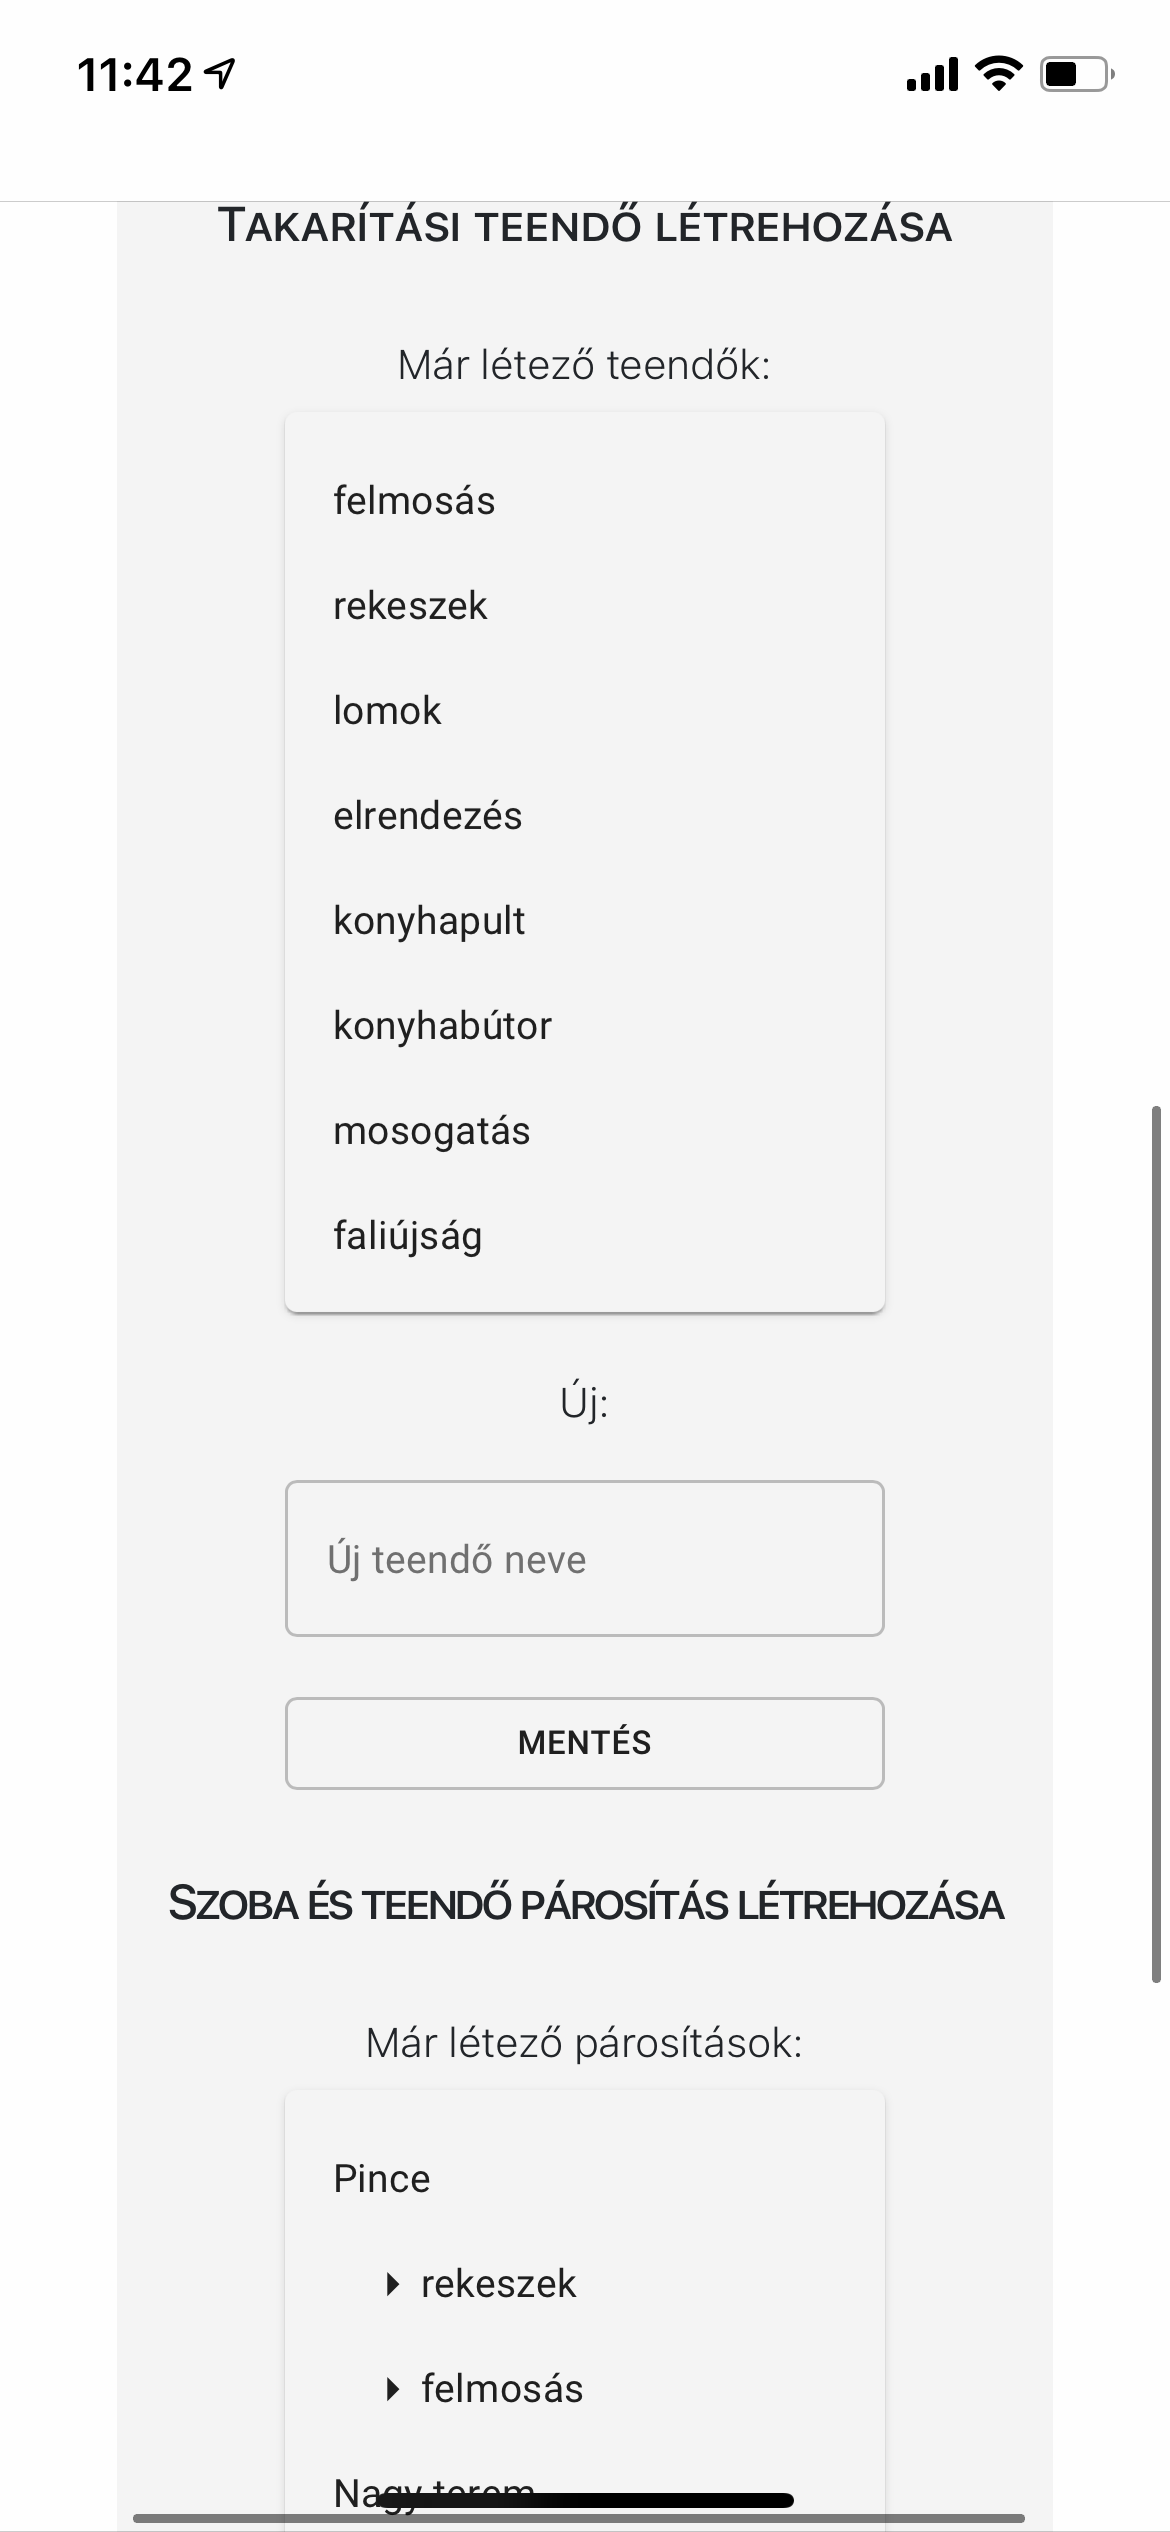 11:42
Takarítási teendő létrehozása
Már létező teendők:
felmosás
rekeszek
lomok
elrendezés
konyhapult
konyhabútor
mosogatás
faliújság
Új:
Új teendő neve
MENTÉS
Szoba és teendő párosítás létrehozása
Már létező párosítások:
Pince
rekeszek
felmosás
Nagy terem